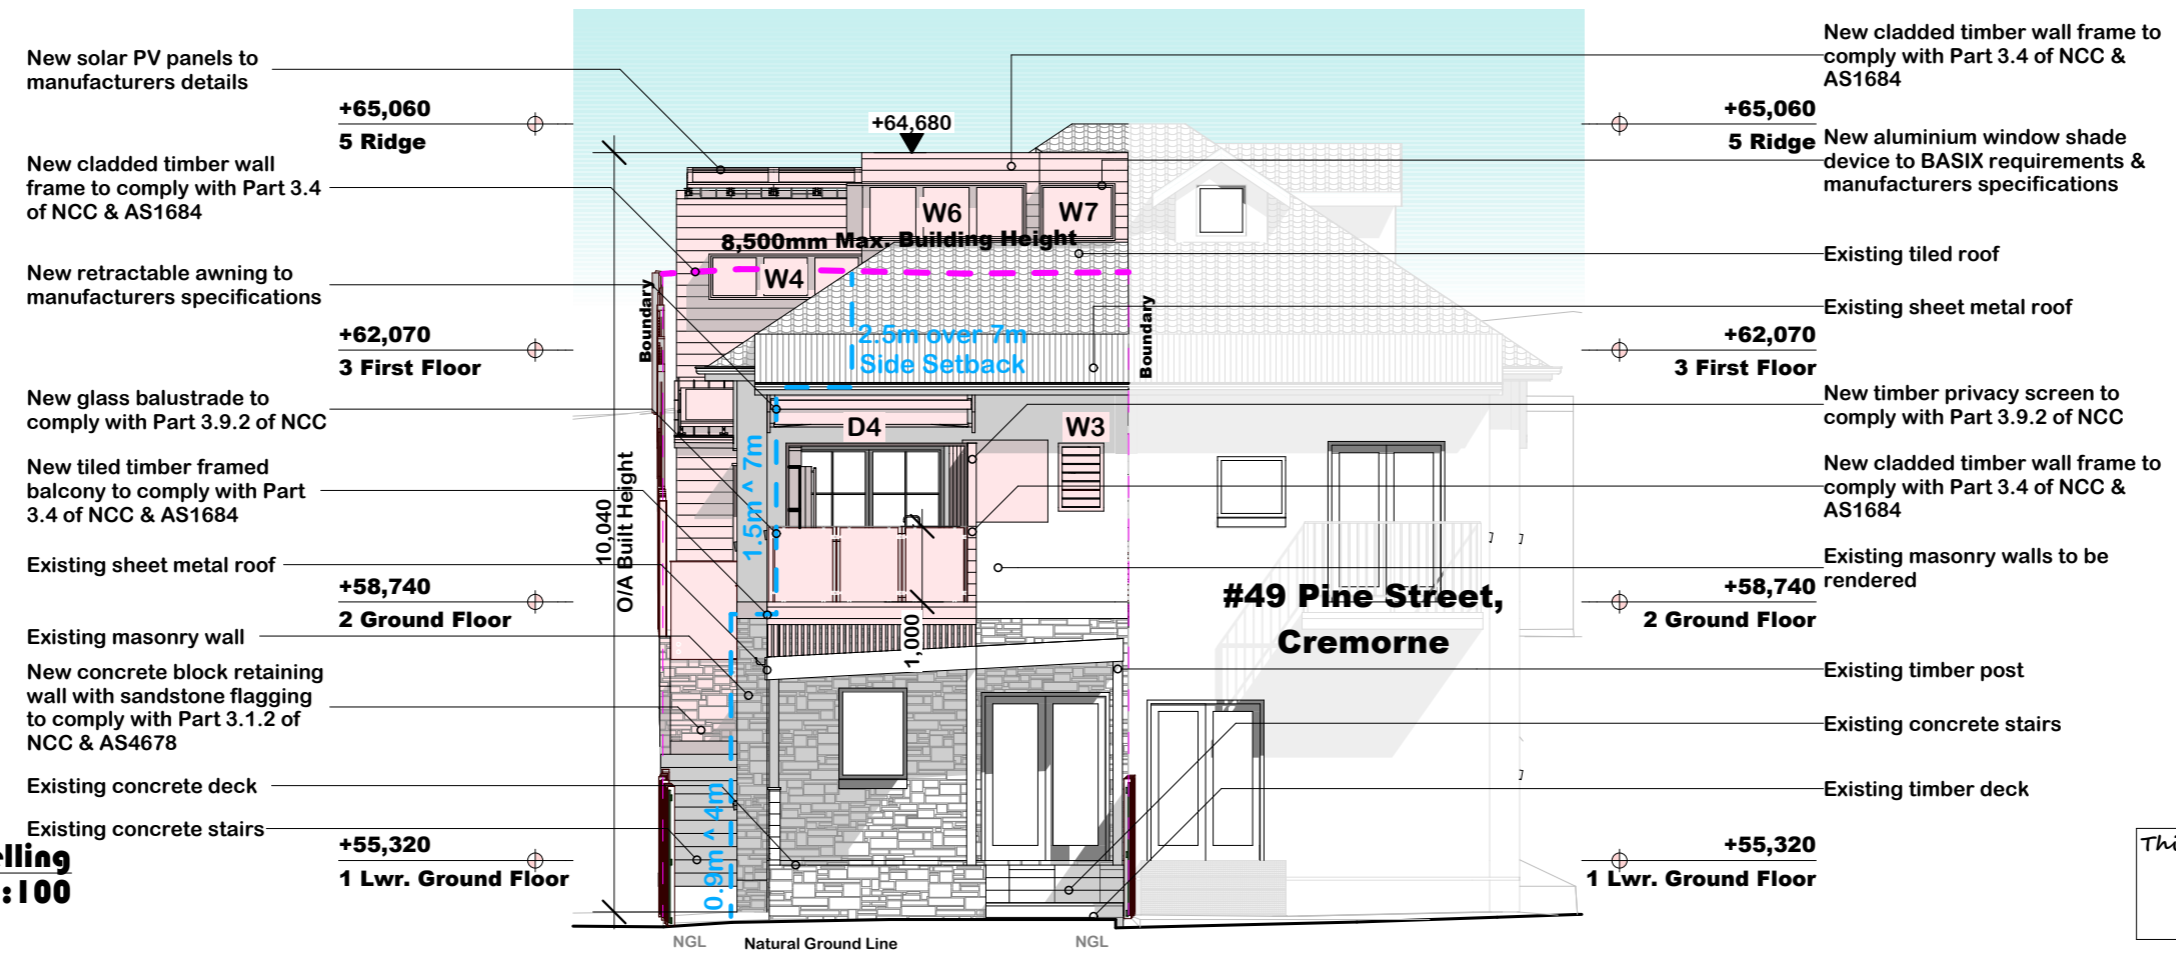 New solar PV panels to
manufacturers details
+65,060
5 Ridge
New cladded timber wall
frame to comply with Part 3.4
of NCC & AS1684
New retractable awning to
manufacturers specifications
+62,070
3 First Floor
New glass balustrade to
comply with Part 3.9.2 of NCC
New tiled timber framed
balcony to comply with Part
3.4 of NCC & AS1684
Existing sheet metal roof
+58,740
2 Ground Floor
Existing masonry wall
New concrete block retaining
wall with sandstone flagging
to comply with Part 3.1.2 of
NCC & AS4678
Existing concrete deck
Existing concrete stairs
+55,320
1 Lwr. Ground Floor
elling
:100
10,040
O/A Built Height
+64,680
W6
W7
8,500mm Max. Building Height
W4
Boundary
Boundary
2.5m over 7m
Side Setback
D4
W3
1.5m ^ 7m
1,000
0.9m ^ 4m
#49 Pine Street,
Cremorne
NGL
Natural Ground Line
NGL
New cladded timber wall frame to
comply with Part 3.4 of NCC &
AS1684
+65,060
5 Ridge
New aluminium window shade
device to BASIX requirements &
manufacturers specifications
Existing tiled roof
Existing sheet metal roof
+62,070
3 First Floor
New timber privacy screen to
comply with Part 3.9.2 of NCC
New cladded timber wall frame to
comply with Part 3.4 of NCC &
AS1684
Existing masonry walls to be
rendered
+58,740
2 Ground Floor
Existing timber post
Existing concrete stairs
Existing timber deck
+55,320
1 Lwr. Ground Floor
Thi